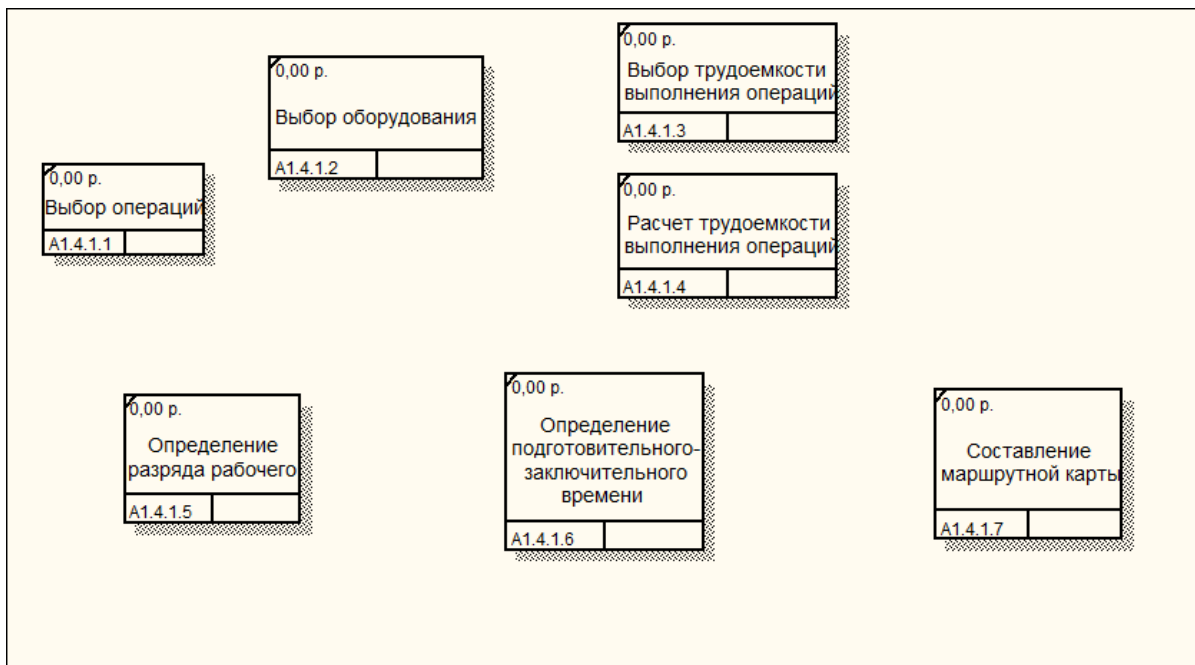 0,00 р.
Выбор операций
A1.4.1.1
0,00 р.
Выбор оборудования
A1.4.1.2
0,00 р.
Выбор трудоемкости
выполнения операций
A1.4.1.3
0,00 р.
Расчет трудоемкости
выполнения операций
A1.4.1.4
0,00 р.
Определение
разряда рабочего
A1.4.1.5
0,00 р.
Определение
подготовительного-
заключительного
времени
A1.4.1.6
0,00 р.
Составление
маршрутной карты
A1.4.1.7